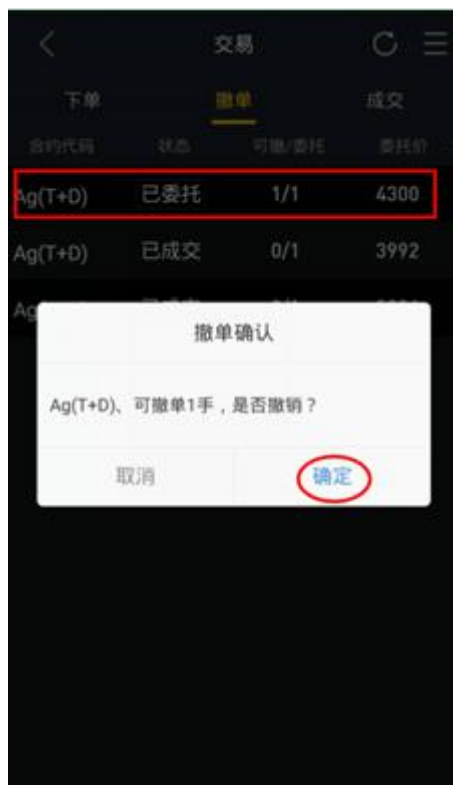 交易
下单 撤单 成交
合约代码 状态 可撤/委托 委托价
Ag(T+D) 已委托 1/1 4300
Ag(T+D) 已成交 0/1 3992
Ag
撤单确认
Ag(T+D)、可撤单1手，是否撤销？
取消 确定